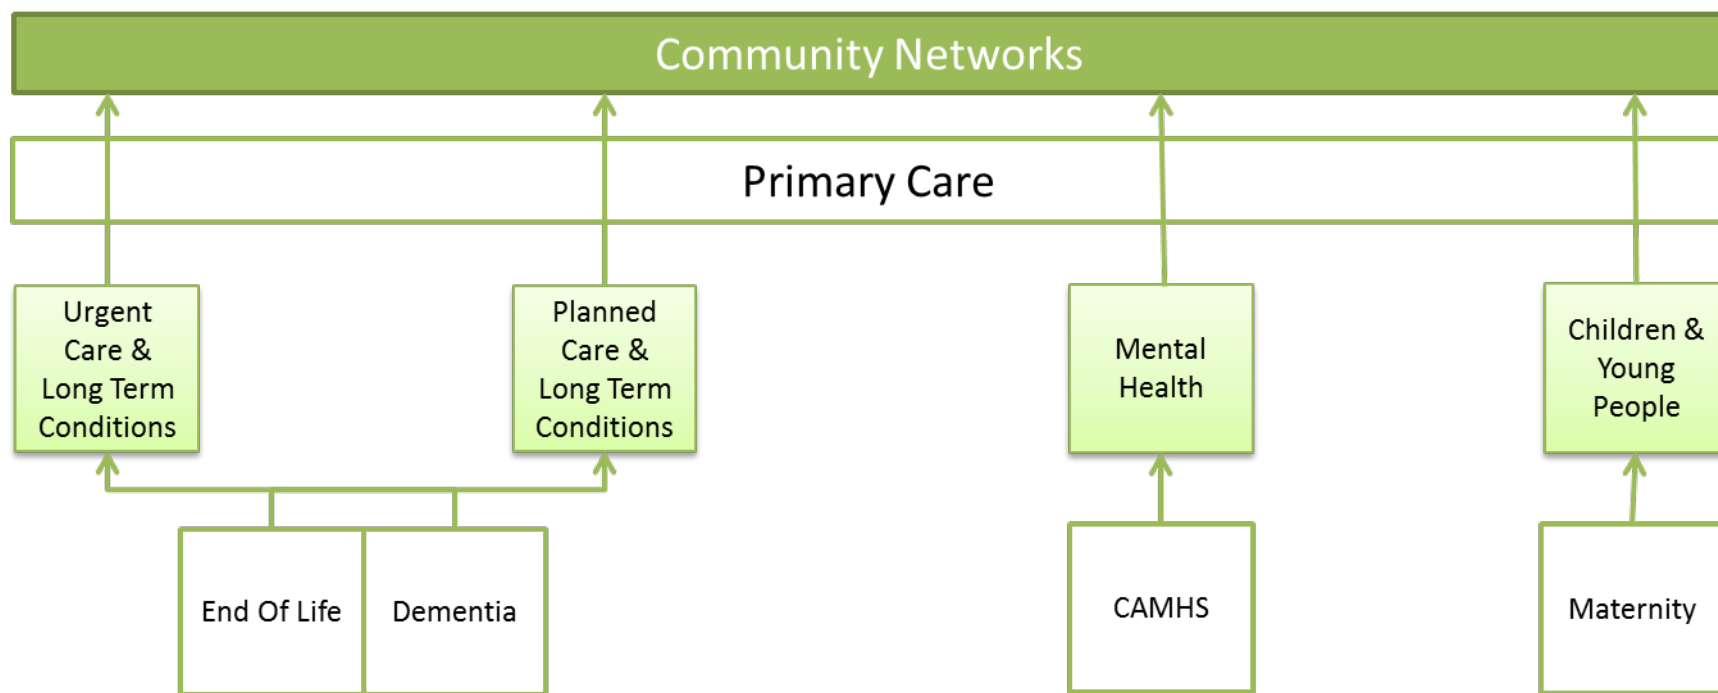 Community Networks
Primary Care
Urgent
Care &
Long Term
Conditions
Planned
Care &
Long Term
Conditions
Mental
Health
Children &
Young
People
End Of Life
Dementia
CAMHS
Maternity